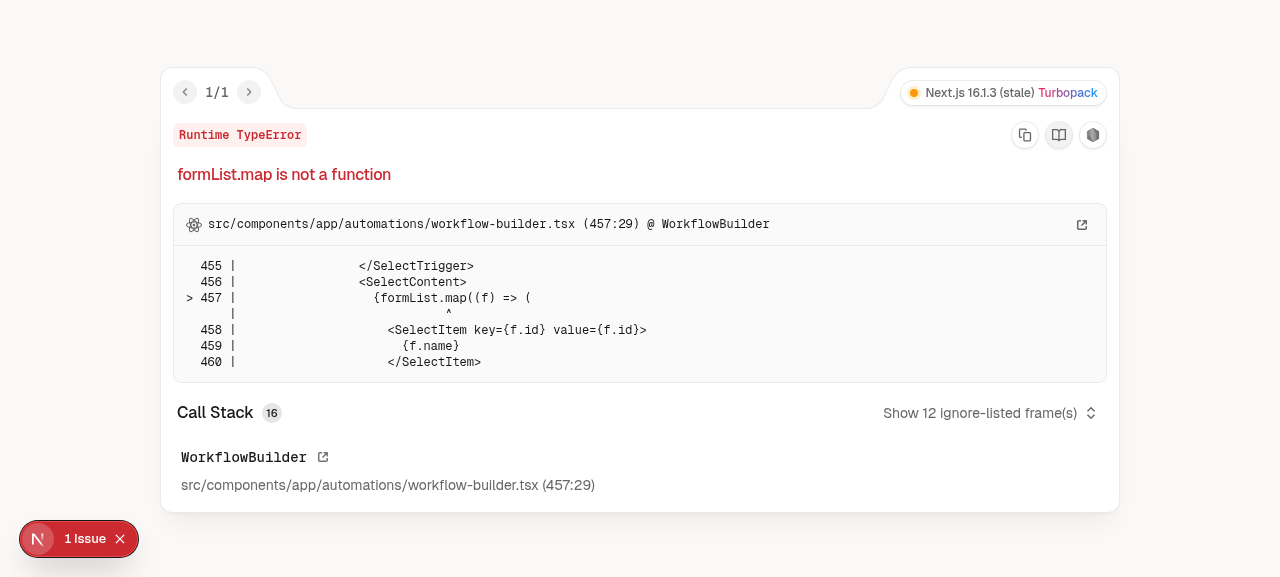 1/1
Next.js 16.1.3 (stale) Turbopack
Runtime TypeError
formList.map is not a function
src/components/app/automations/workflow-builder.tsx (457:29) @ WorkflowBuilder
  455 |                 </SelectTrigger>
  456 |                 <SelectContent>
> 457 |                   {formList.map((f) => (
      |                             ^
  458 |                     <SelectItem key={f.id} value={f.id}>
  459 |                       {f.name}
  460 |                     </SelectItem>
Call Stack 16
Show 12 ignore-listed frame(s)
WorkflowBuilder
src/components/app/automations/workflow-builder.tsx (457:29)
N 1 Issue